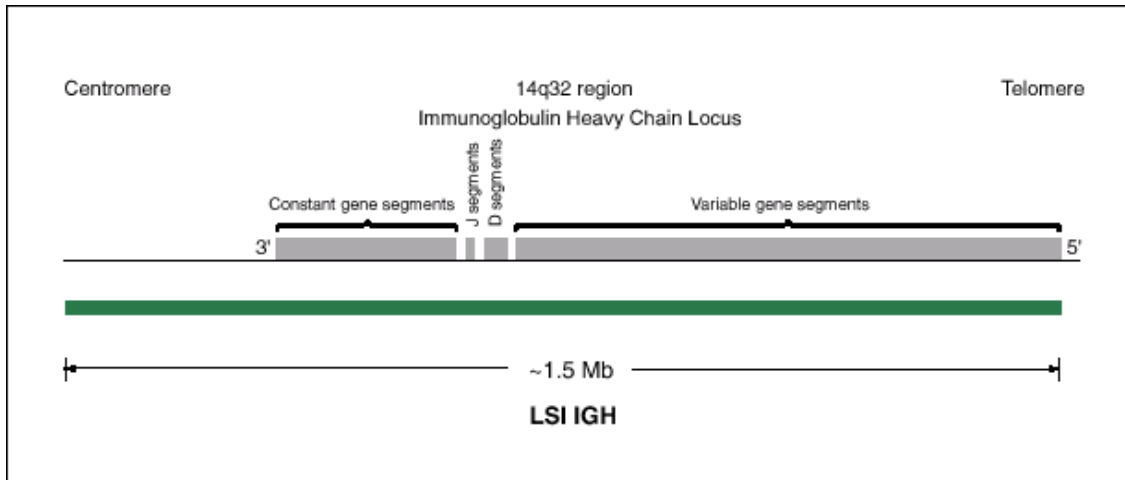 Centromere 14q32 region Telomere
Immunoglobulin Heavy Chain Locus
J segments
D segments
Constant gene segments Variable gene segments
3' 5'
~1.5 Mb
LSI IGH